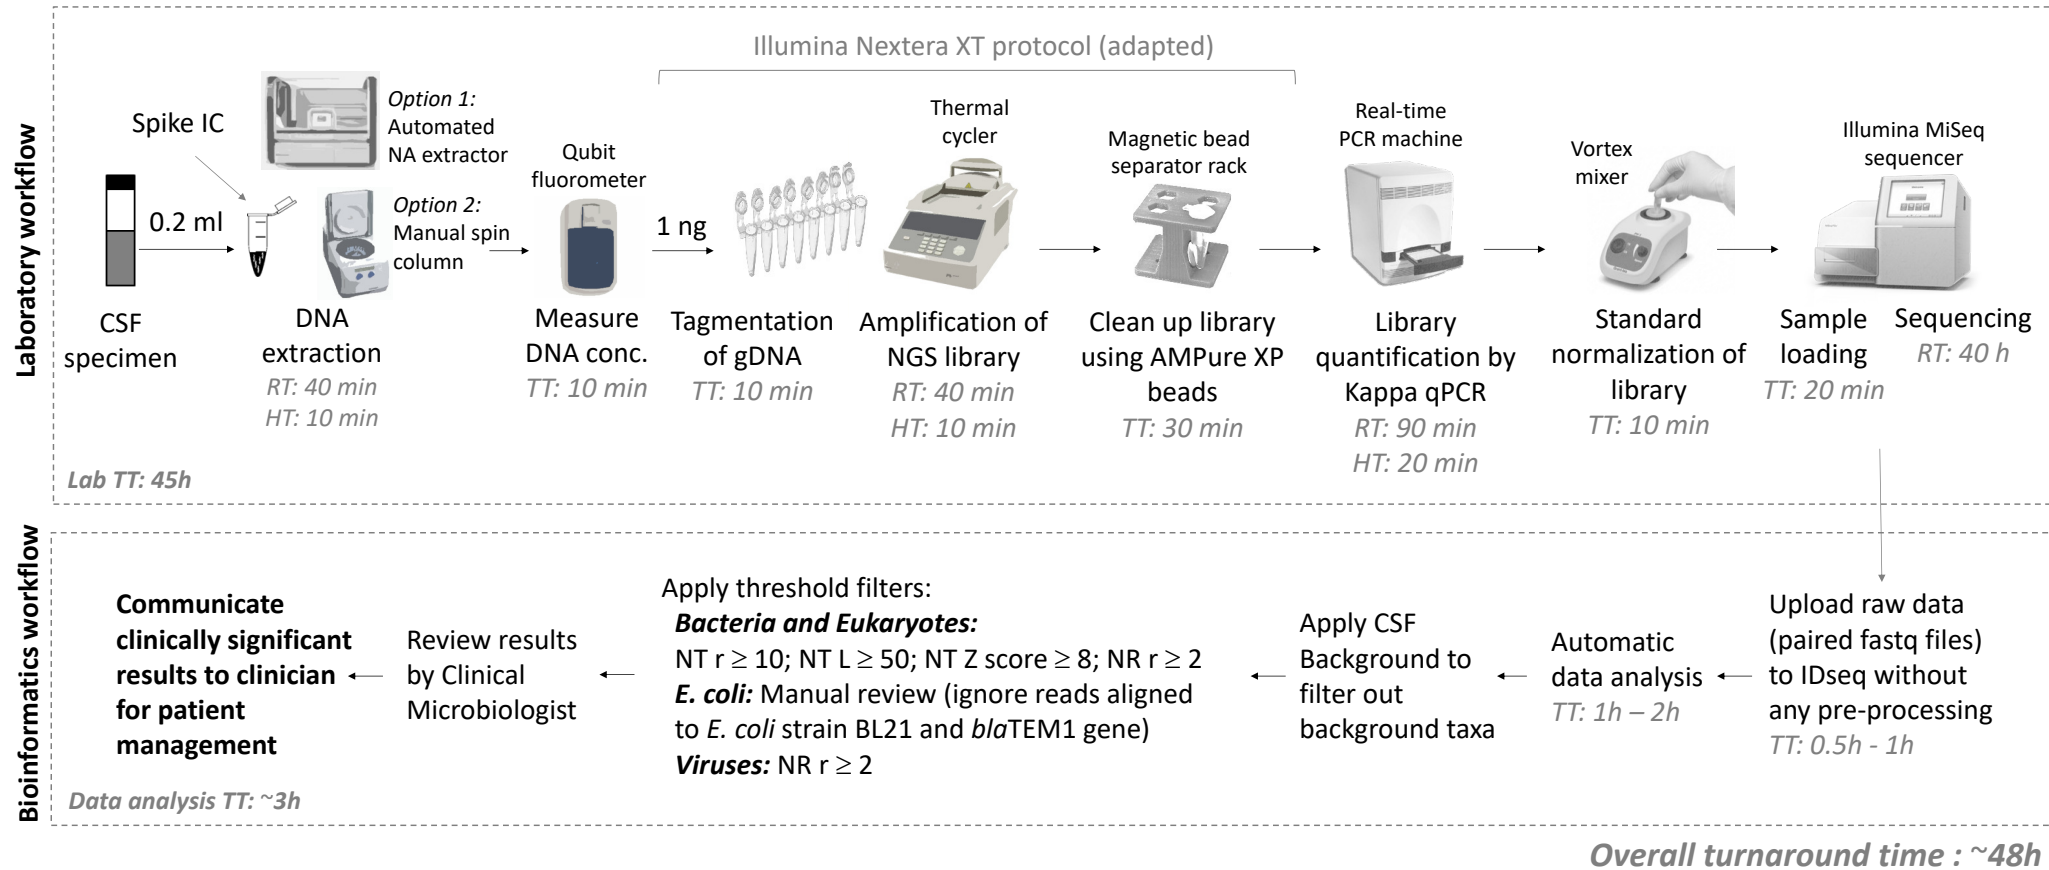 Illumina Nextera XT protocol (adapted)
Laboratory workflow
Spike IC
Option 1:
Automated
NA extractor
Option 2:
Manual spin
column
0.2 ml
CSF
specimen
DNA
extraction
RT: 40 min
HT: 10 min
Qubit
fluorometer
Measure
DNA conc.
TT: 10 min
1 ng
Tagmentation
of gDNA
TT: 10 min
Thermal
cycler
Amplification of
NGS library
RT: 40 min
HT: 10 min
Magnetic bead
separator rack
Clean up library
using AMPure XP
beads
TT: 30 min
Real-time
PCR machine
Library
quantification by
Kappa qPCR
RT: 90 min
HT: 20 min
Vortex
mixer
Standard
normalization of
library
TT: 10 min
Illumina MiSeq
sequencer
Sample
loading
TT: 20 min
Sequencing
RT: 40 h
Lab TT: 45h
Bioinformatics workflow
Upload raw data
(paired fastq files)
to IDseq without
any pre-processing
TT: 0.5h - 1h
Automatic
data analysis
TT: 1h – 2h
Apply CSF
Background to
filter out
background taxa
Apply threshold filters:
Bacteria and Eukaryotes:
NT r ≥ 10; NT L ≥ 50; NT Z score ≥ 8; NR r ≥ 2
E. coli: Manual review (ignore reads aligned
to E. coli strain BL21 and blaTEM1 gene)
Viruses: NR r ≥ 2
Review results
by Clinical
Microbiologist
Communicate
clinically significant
results to clinician
for patient
management
Data analysis TT: ~3h
Overall turnaround time : ~48h